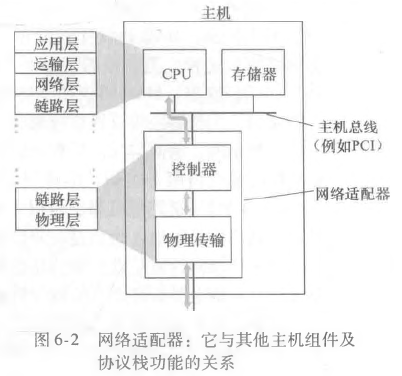 主机
应用层
运输层
网络层
链路层
CPU
存储器
主机总线
（例如PCI）
控制器
网络适配器
链路层
物理层
物理传输
图 6-2 网络适配器：它与其他主机组件及
协议栈功能的关系